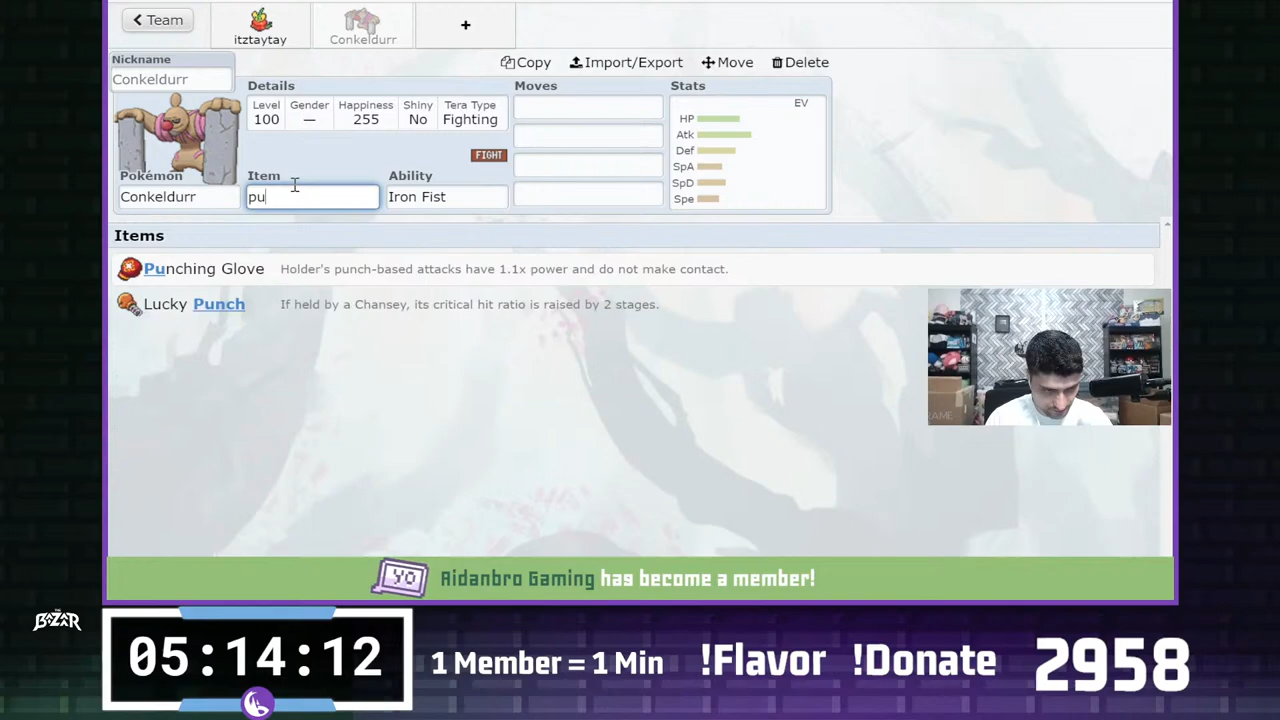 Team
itztaytay
Conkeldurr
+
Nickname
Conkeldurr
Copy
Import/Export
Move
Delete
Details
Moves
Stats
Level
Gender
Happiness
Shiny
Tera Type
100
—
255
No
Fighting
EV
HP
Atk
Def
SpA
SpD
Spe
FIGHT
Pokémon
Item
Ability
Conkeldurr
pu
Iron Fist
Items
Punching Glove Holder's punch-based attacks have 1.1x power and do not make contact.
Lucky Punch If held by a Chansey, its critical hit ratio is raised by 2 stages.
FRAME
YO Aidanbro Gaming has become a member!
THE BAZAR
05:14:12
1 Member = 1 Min
!Flavor
!Donate
2958